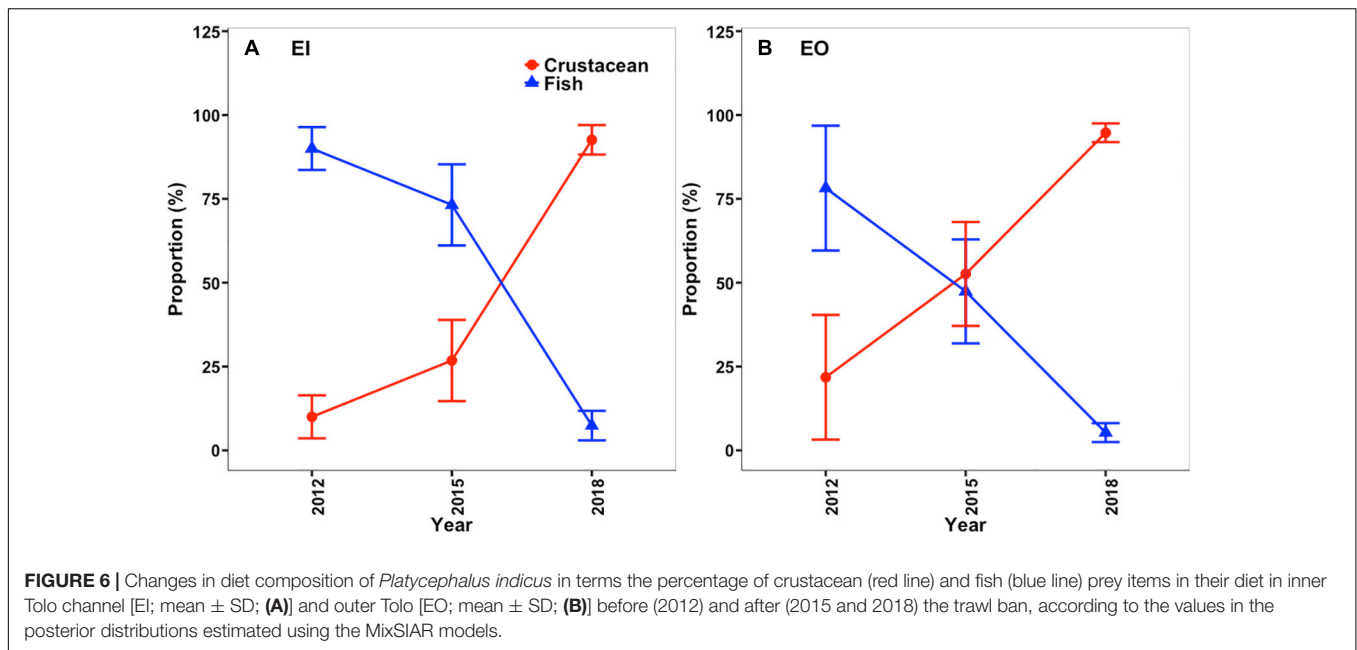 A EI
Crustacean
Fish
125
100
75
50
25
0
Proportion (%)
2012
2015
2018
Year
B EO
125
100
75
50
25
0
Proportion (%)
2012
2015
2018
Year
FIGURE 6 | Changes in diet composition of Platycephalus indicus in terms the percentage of crustacean (red line) and fish (blue line) prey items in their diet in inner
Tolo channel [EI; mean ± SD; (A)] and outer Tolo [EO; mean ± SD; (B)] before (2012) and after (2015 and 2018) the trawl ban, according to the values in the
posterior distributions estimated using the MixSIAR models.